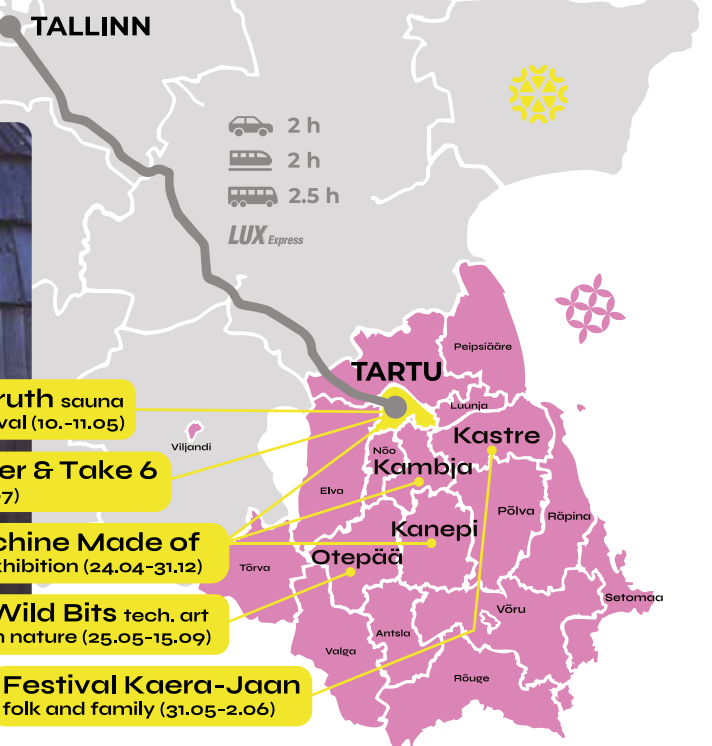 TALLINN
2 h
2 h
2.5 h
LUX Express
Peipsiääre
TARTU
Luunja
Kastre
Viljandi
Nõo
Kambja
Elva
Põlva
Räpina
Kanepi
Otepää
Tõrva
Setomaa
Võru
Antsla
Valga
Rõuge
ruth sauna
val (10.-11.05)
er & Take 6
7)
chine Made of
xhibition (24.04-31.12)
Wild Bits tech. art
n nature (25.05-15.09)
Festival Kaera-Jaan
folk and family (31.05-2.06)